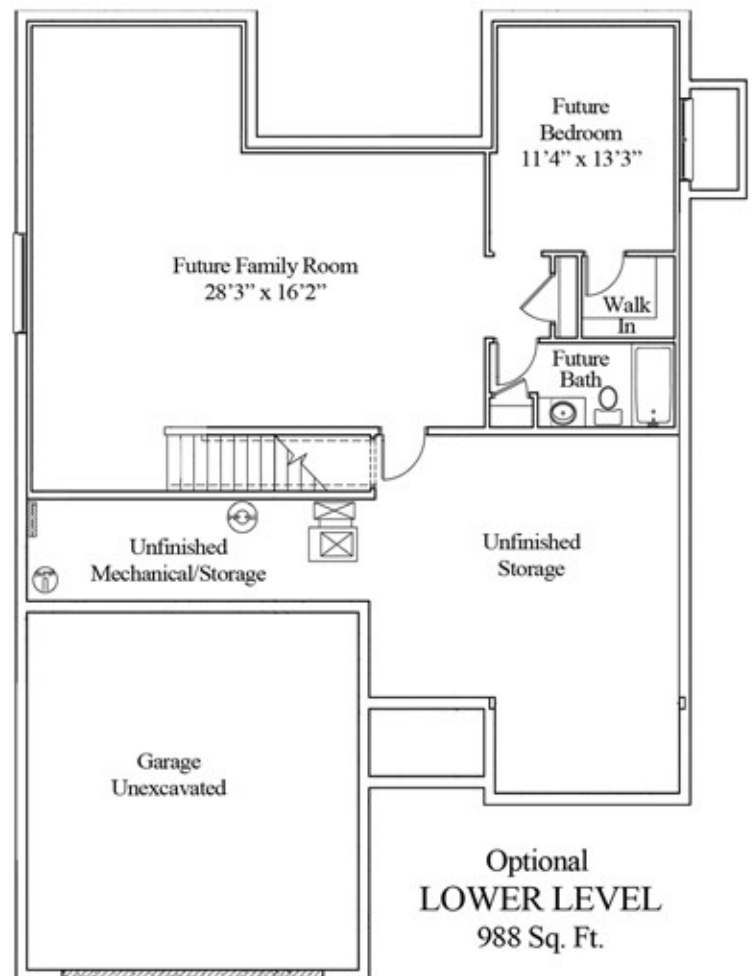 Future
Bedroom
11’4” x 13’3”
Future Family Room
28’3” x 16’2”
Walk
In
Future
Bath
Unfinished
Mechanical/Storage
Unfinished
Storage
Garage
Unexcavated
Optional
LOWER LEVEL
988 Sq. Ft.